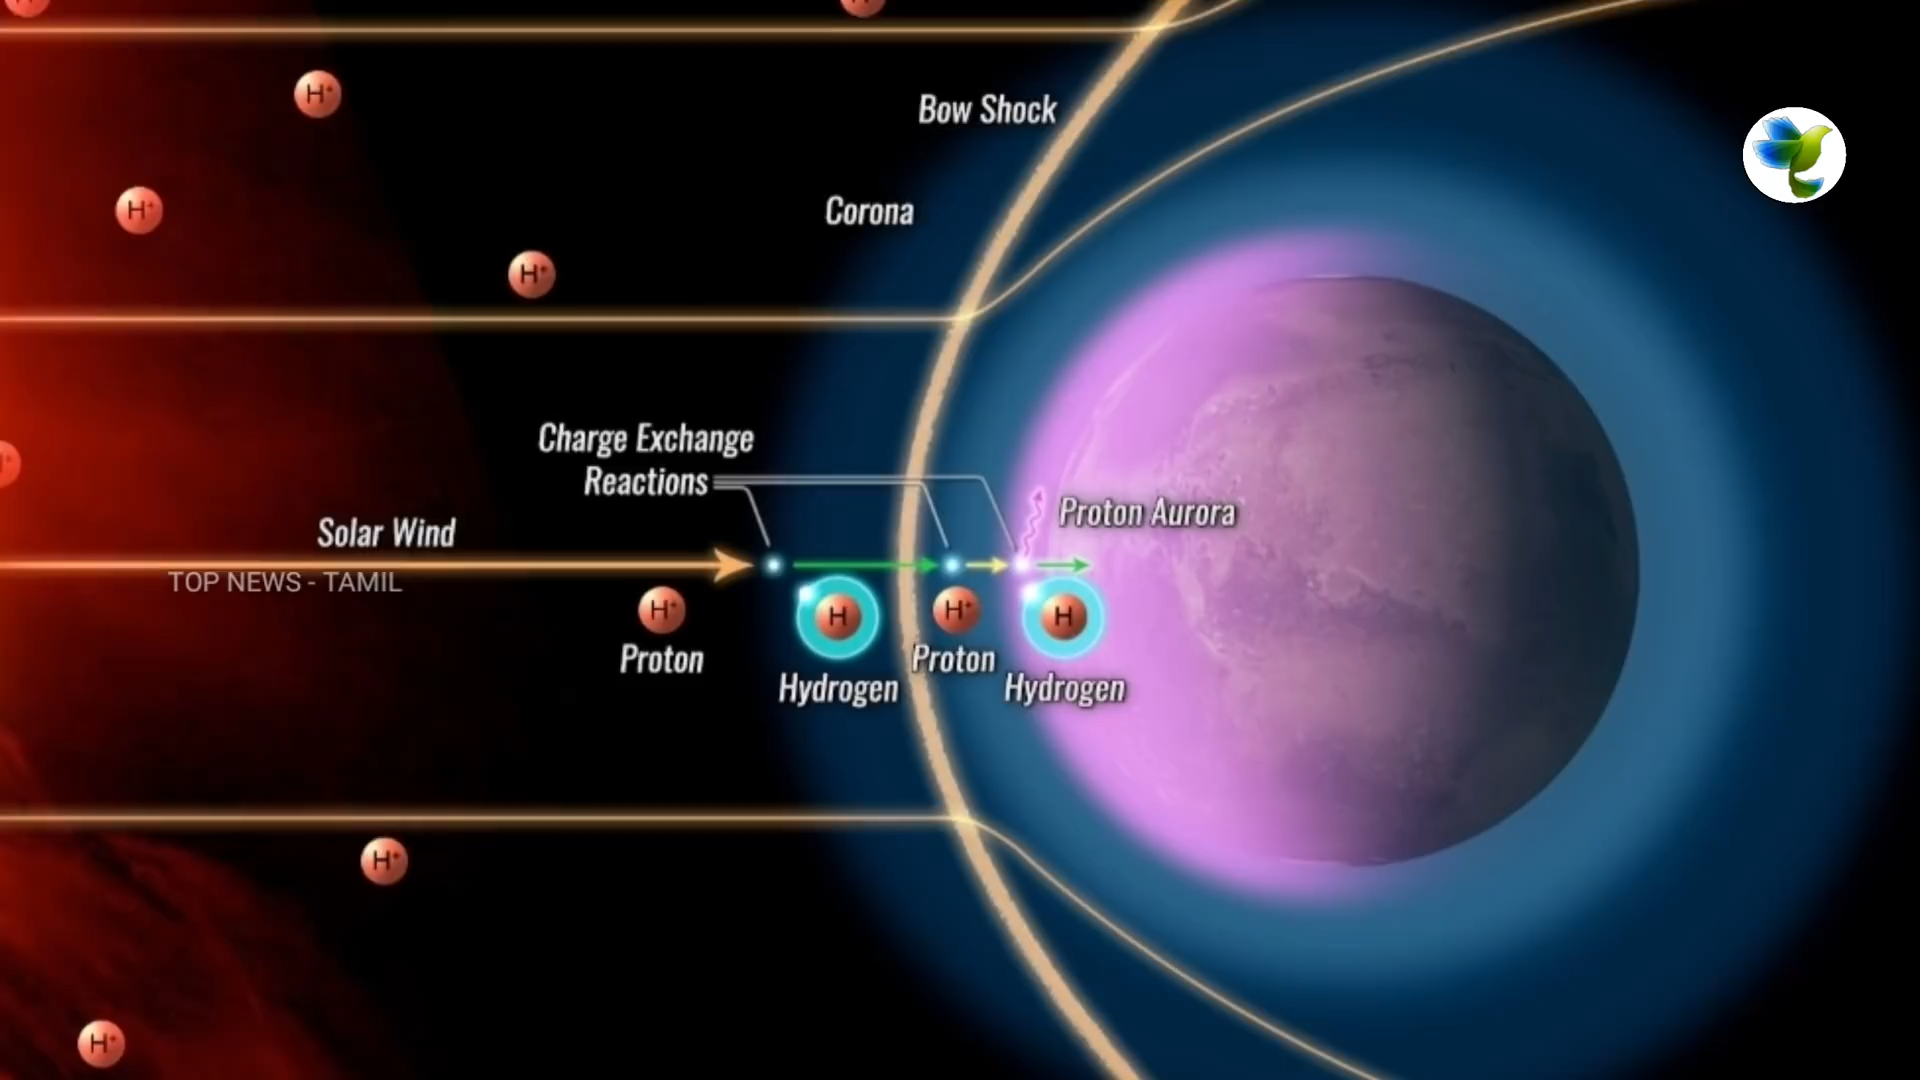 H⁺
H⁺
H⁺
Bow Shock
H⁺
Corona
H⁺
Charge Exchange
Reactions
Proton Aurora
Solar Wind
TOP NEWS - TAMIL
H⁺ H H⁺ H
Proton Hydrogen Proton Hydrogen
H⁺
H⁺